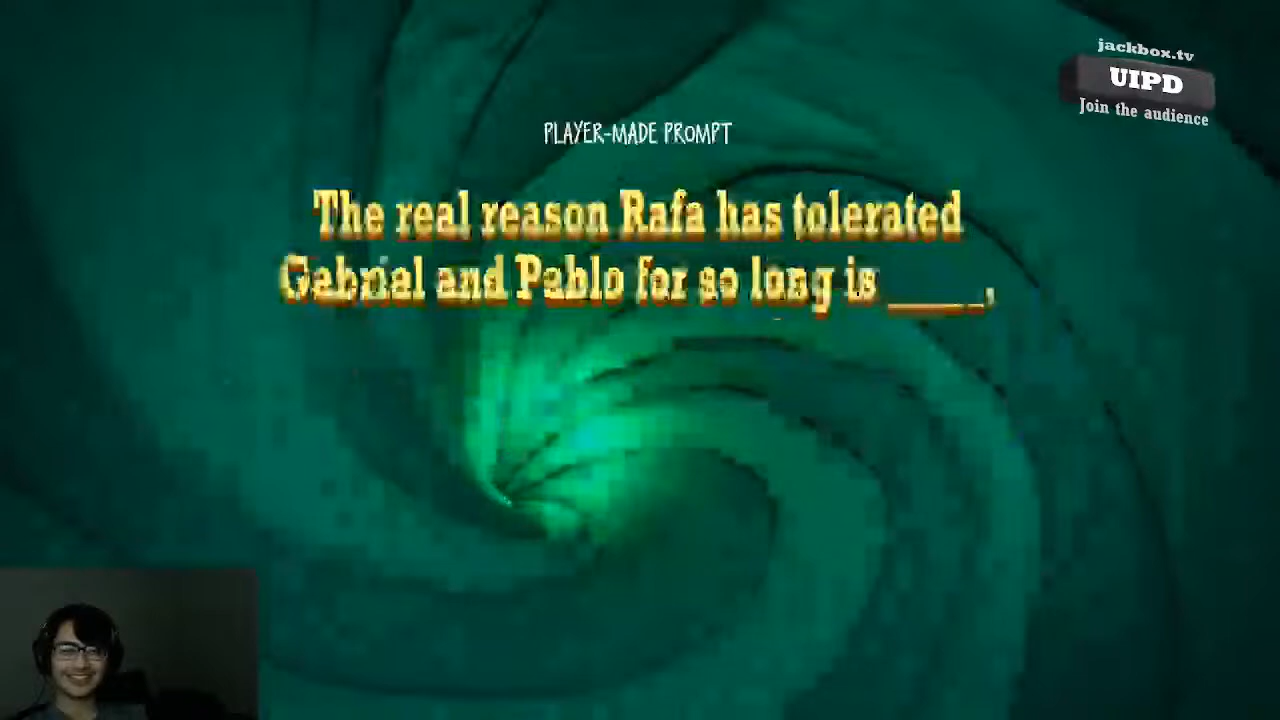 jackbox.tv
UIPD
Join the audience
PLAYER-MADE PROMPT
The real reason Rafa has tolerated
Gabrial and Pablo for so long is ____.